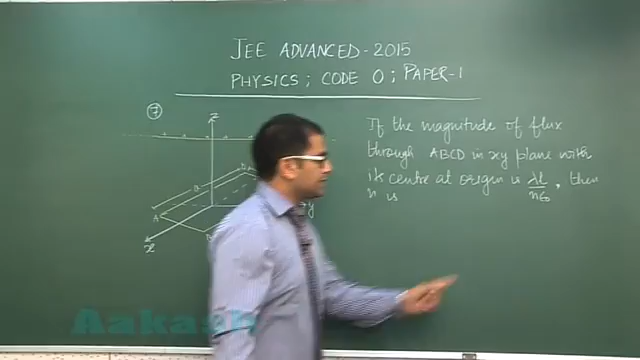 JEE ADVANCED-2015
PHYSICS; CODE 0; PAPER-1
⑦
z
If the magnitude of flux
through ABCD in xy plane with
its centre at origin is λl/nε₀, then
n is
A
B
y
x
Aakash